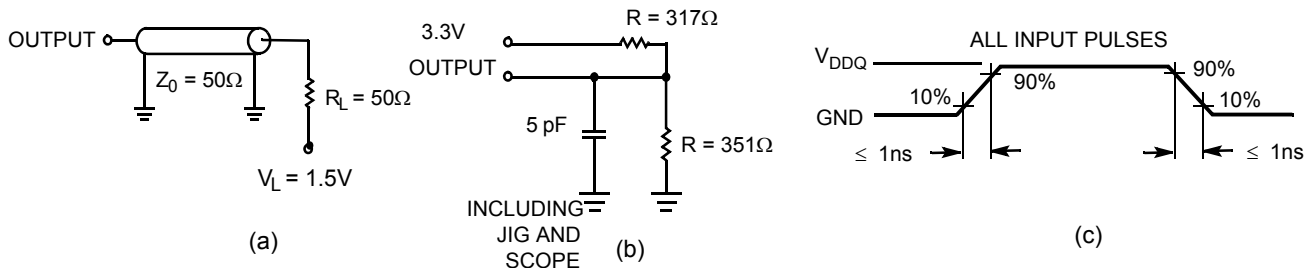 OUTPUT
Z0 = 50Ω
RL = 50Ω
VL = 1.5V
(a)
3.3V
OUTPUT
R = 317Ω
5 pF
R = 351Ω
INCLUDING
JIG AND
SCOPE
(b)
ALL INPUT PULSES
VDDQ
GND
10%
90%
90%
10%
≤ 1ns
≤ 1ns
(c)